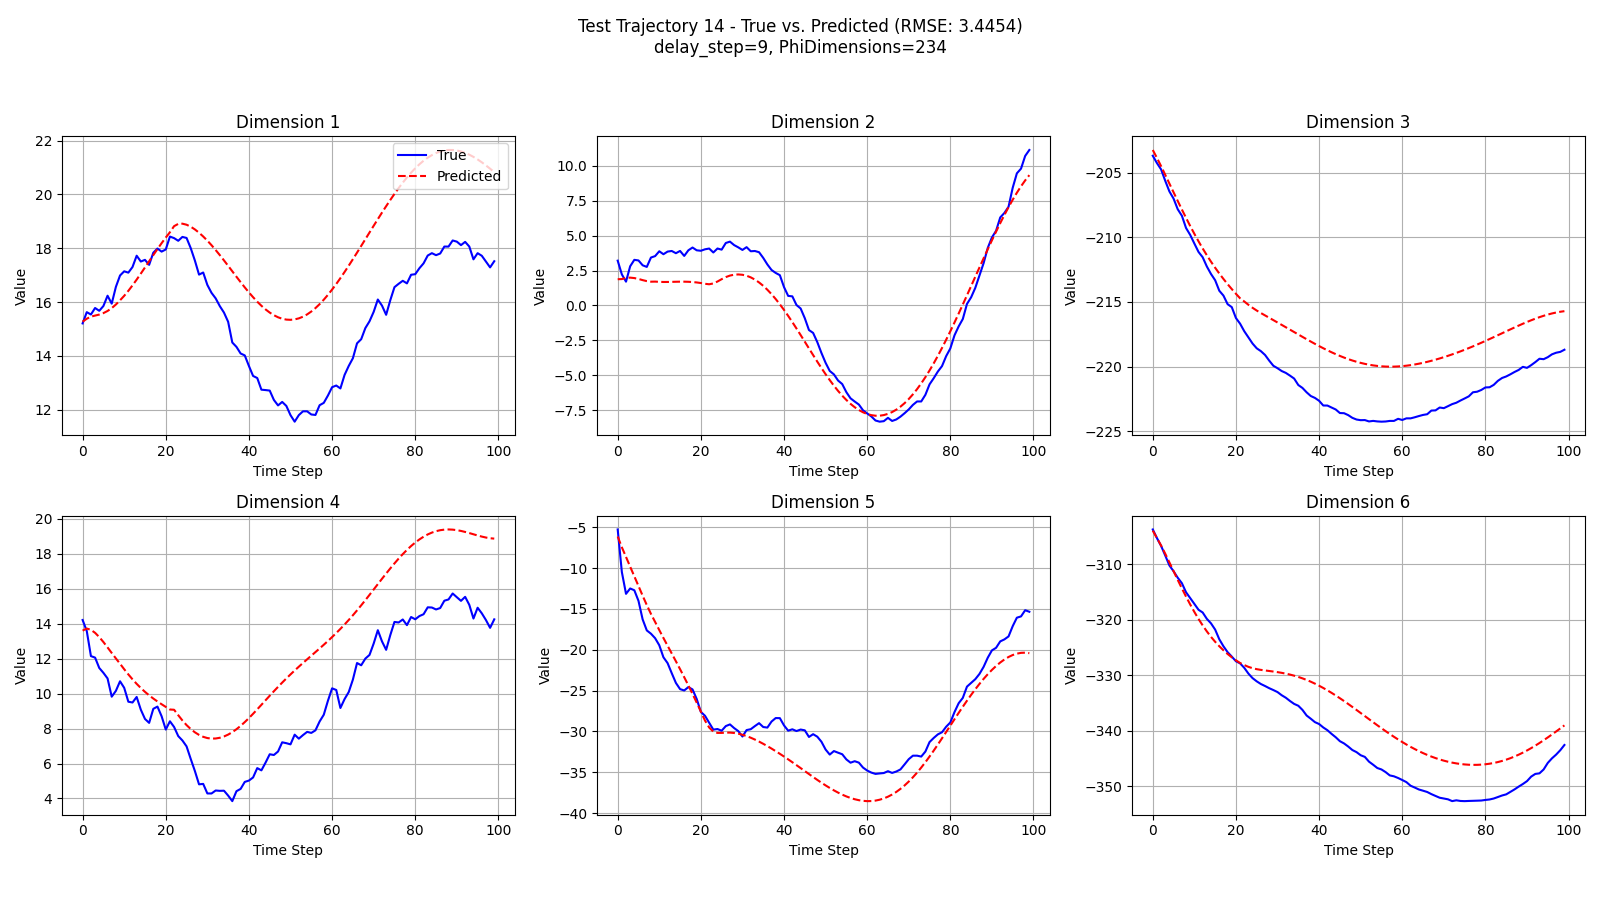 Test Trajectory 14 - True vs. Predicted (RMSE: 3.4454)
delay_step=9, PhiDimensions=234
Dimension 1
22
20
18
16
14
12
Value
0 20 40 60 80 100
Time Step
True
Predicted
Dimension 2
10.0
7.5
5.0
2.5
0.0
−2.5
−5.0
−7.5
Value
0 20 40 60 80 100
Time Step
Dimension 3
−205
−210
−215
−220
−225
Value
0 20 40 60 80 100
Time Step
Dimension 4
20
18
16
14
12
10
8
6
4
Value
0 20 40 60 80 100
Time Step
Dimension 5
−5
−10
−15
−20
−25
−30
−35
−40
Value
0 20 40 60 80 100
Time Step
Dimension 6
−310
−320
−330
−340
−350
Value
0 20 40 60 80 100
Time Step